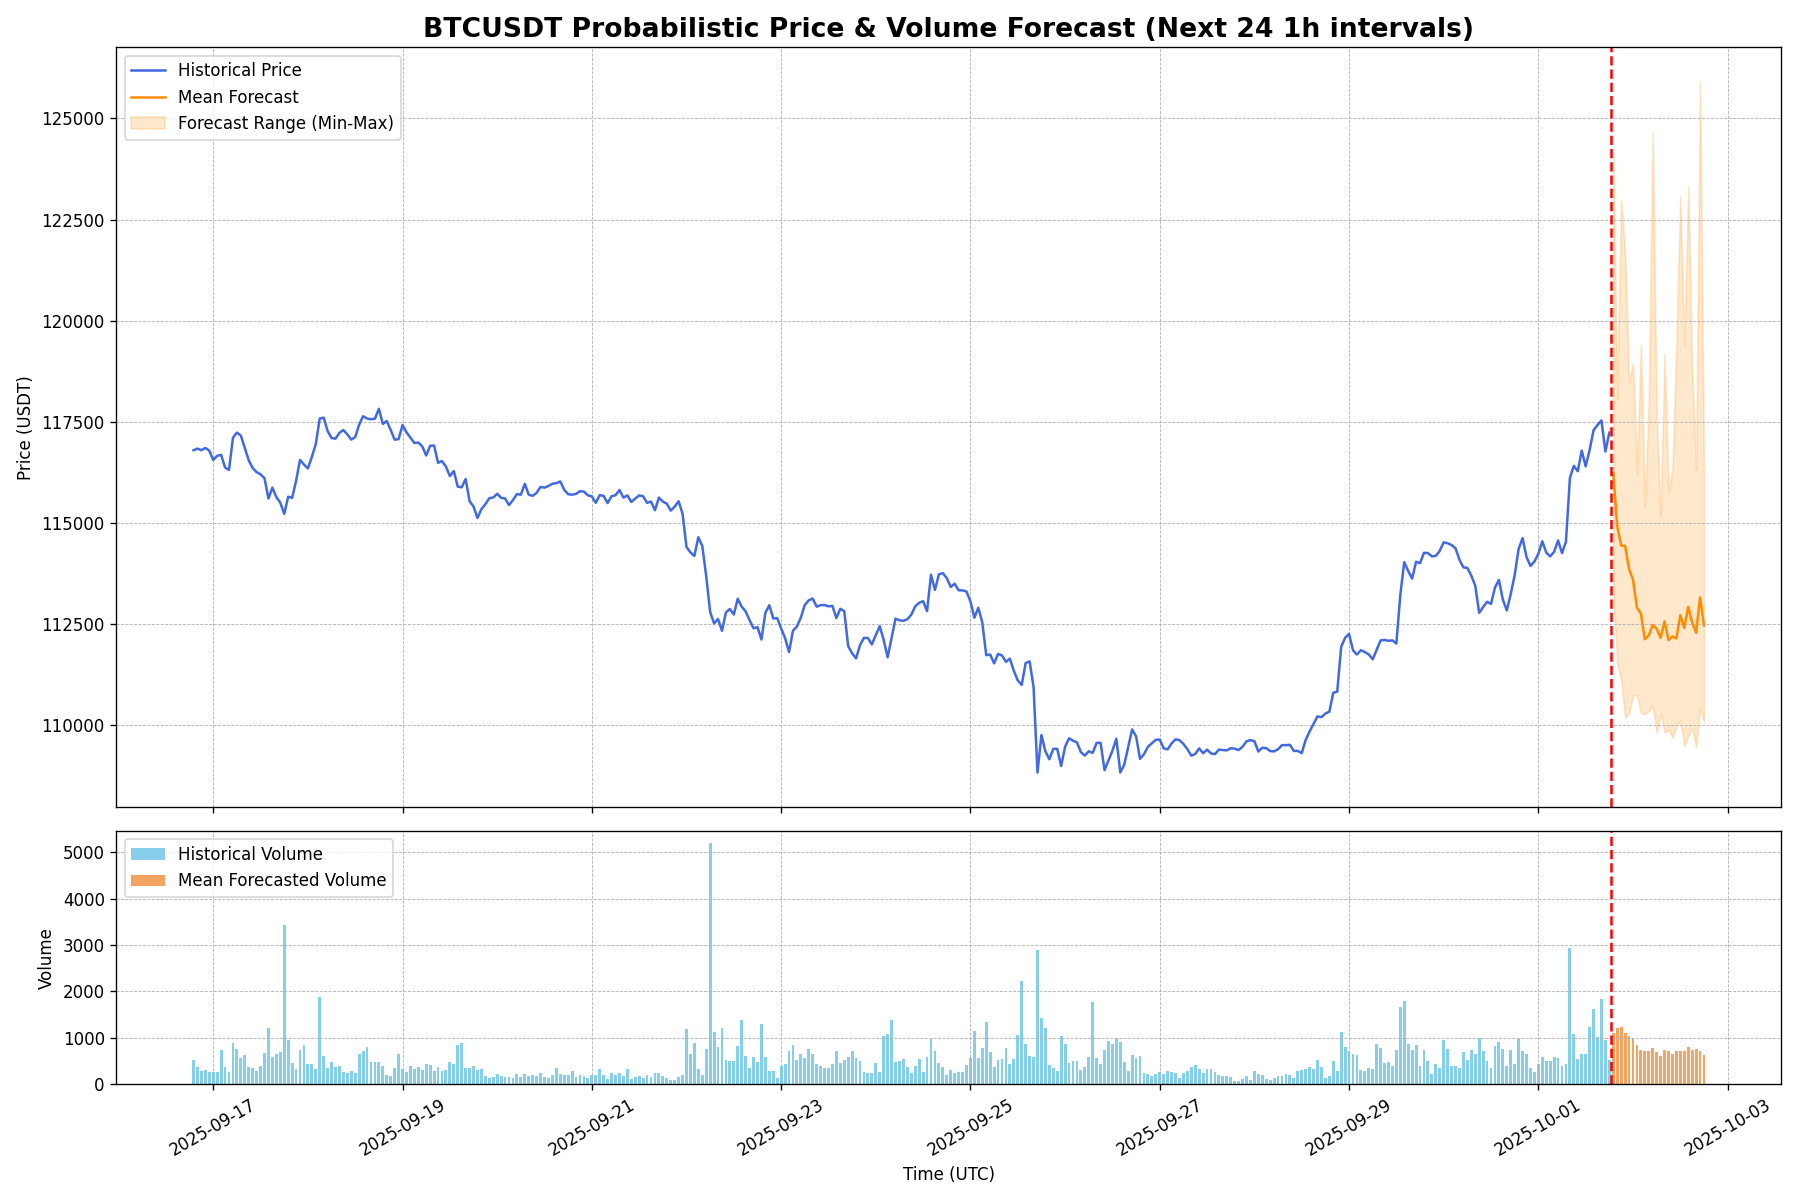 BTCUSDT Probabilistic Price & Volume Forecast (Next 24 1h intervals)
Historical Price
Mean Forecast
Forecast Range (Min-Max)
Price (USDT)
125000
122500
120000
117500
115000
112500
110000
Historical Volume
Mean Forecasted Volume
Volume
5000
4000
3000
2000
1000
0
2025-09-17
2025-09-19
2025-09-21
2025-09-23
2025-09-25
2025-09-27
2025-09-29
2025-10-01
2025-10-03
Time (UTC)